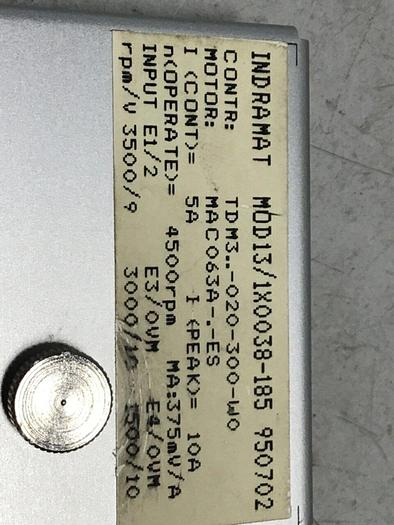 INDRAMAT MOD13/1X0038-185 950702
CONTR: TDM3..-020-300-W0
MOTOR: MAC063A-.-ES
I (CONT)= 5A I (PEAK)= 10A
n(OPERATE)= 4500rpm MA:375mV/A
INPUT E1/2 E3/0VM E4/0VM
rpm/V 3500/9 3000/10 1500/10